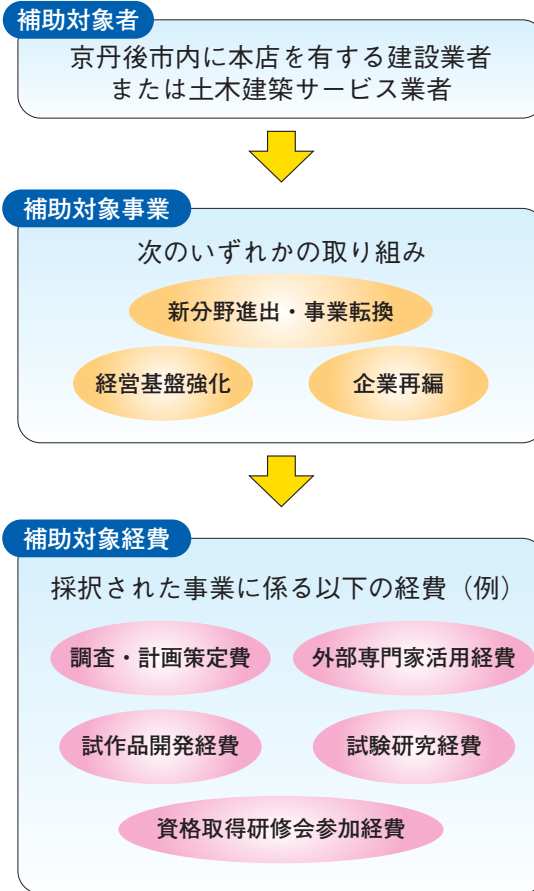 補助対象者
京丹後市内に本店を有する建設業者
または土木建築サービス業者
補助対象事業
次のいずれかの取り組み
新分野進出・事業転換
経営基盤強化
企業再編
補助対象経費
採択された事業に係る以下の経費（例）
調査・計画策定費
外部専門家活用経費
試作品開発経費
試験研究経費
資格取得研修会参加経費